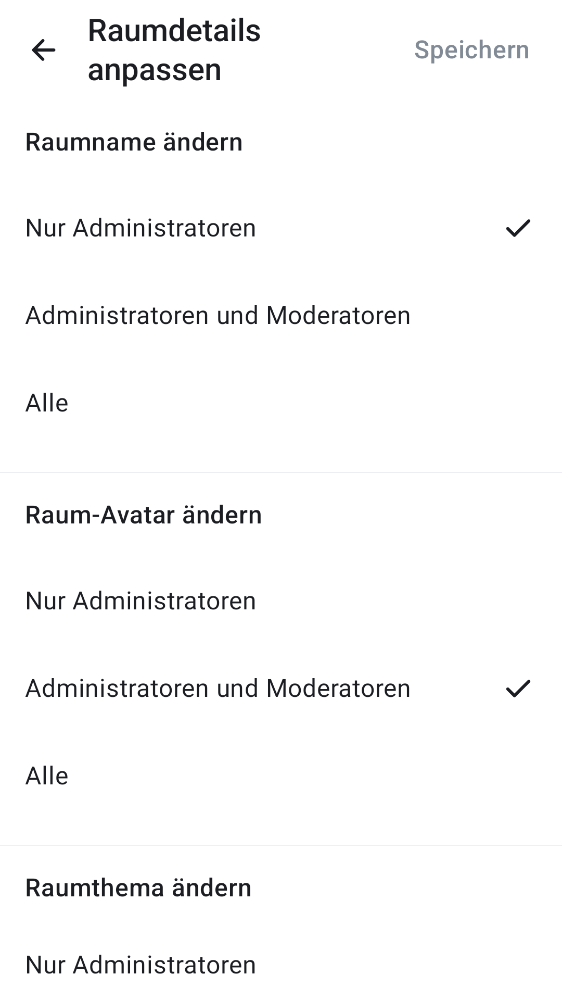 Raumdetails
anpassen
Speichern
Raumname ändern
Nur Administratoren
Administratoren und Moderatoren
Alle
Raum-Avatar ändern
Nur Administratoren
Administratoren und Moderatoren
Alle
Raumthema ändern
Nur Administratoren